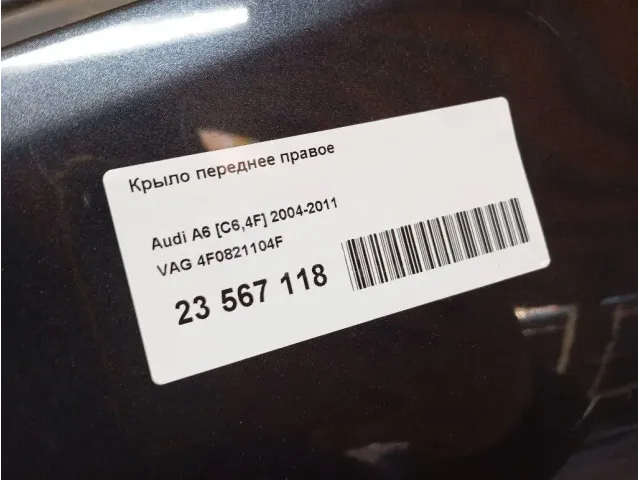 Крыло переднее правое
Audi A6 [C6,4F] 2004-2011
VAG 4F0821104F
23 567 118